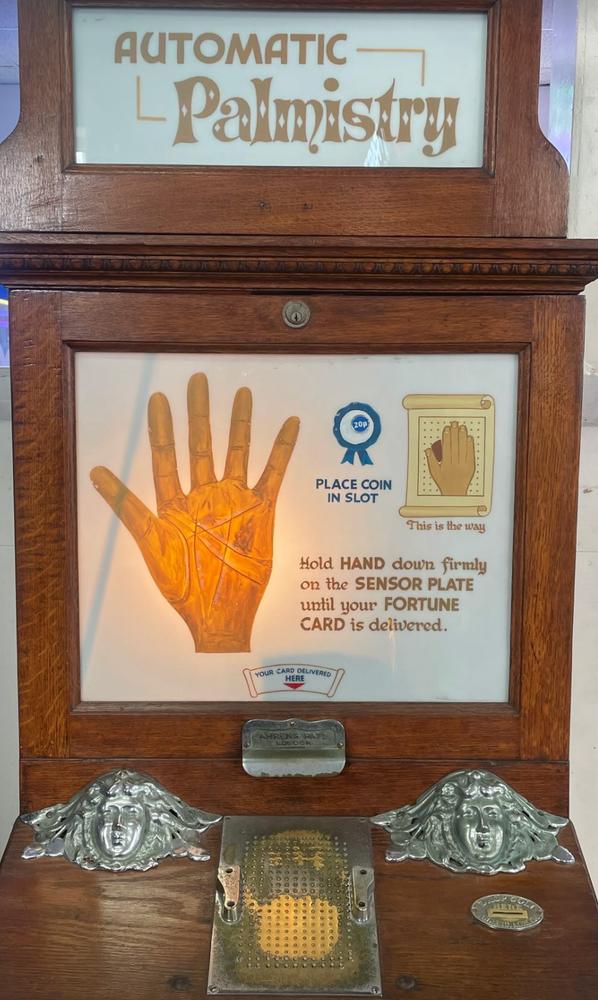 AUTOMATIC
Palmistry
20p
PLACE COIN
IN SLOT
This is the way
Hold HAND down firmly
on the SENSOR PLATE
until your FORTUNE
CARD is delivered.
YOUR CARD DELIVERED
HERE
LONDON